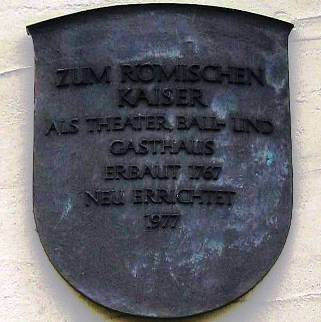 ZUM RÖMISCHEN
KAISER
ALS THEATER, BALL- UND
GASTHAUS
ERBAUT 1767
NEU ERRICHTET
1977